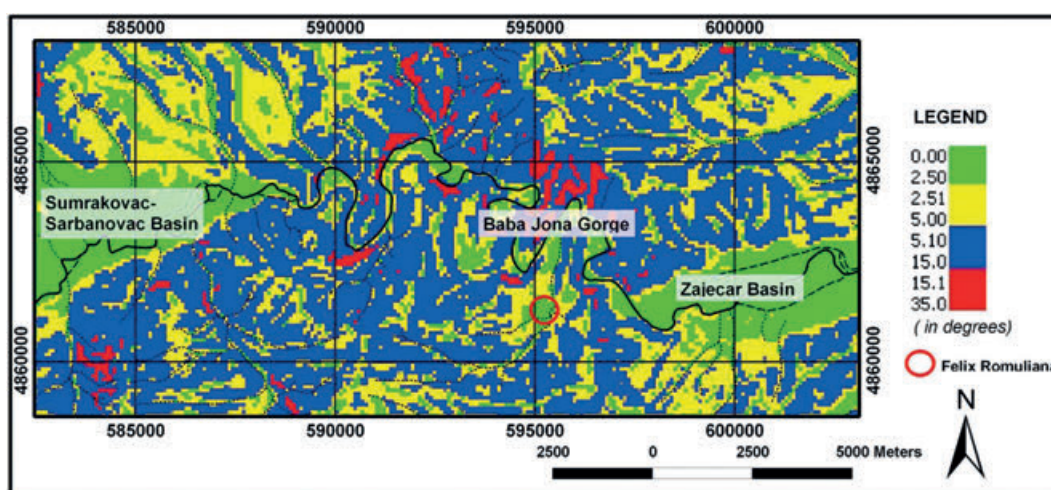 585000 590000 595000 600000
4865000 4865000
4860000 4860000
Sumrakovac-
Sarbanovac Basin
Baba Jona Gorge
Zajecar Basin
585000 590000 595000 600000
2500 0 2500 5000 Meters
LEGEND
0.00
2.50
2.51
5.00
5.10
15.0
15.1
35.0
( in degrees)
Felix Romuliana
N